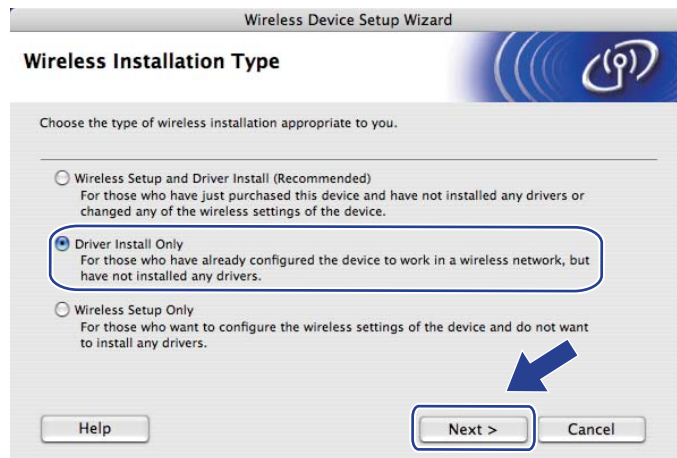 Wireless Device Setup Wizard
Wireless Installation Type
Choose the type of wireless installation appropriate to you.
Wireless Setup and Driver Install (Recommended)
For those who have just purchased this device and have not installed any drivers or
changed any of the wireless settings of the device.
Driver Install Only
For those who have already configured the device to work in a wireless network, but
have not installed any drivers.
Wireless Setup Only
For those who want to configure the wireless settings of the device and do not want
to install any drivers.
Help
Next >
Cancel